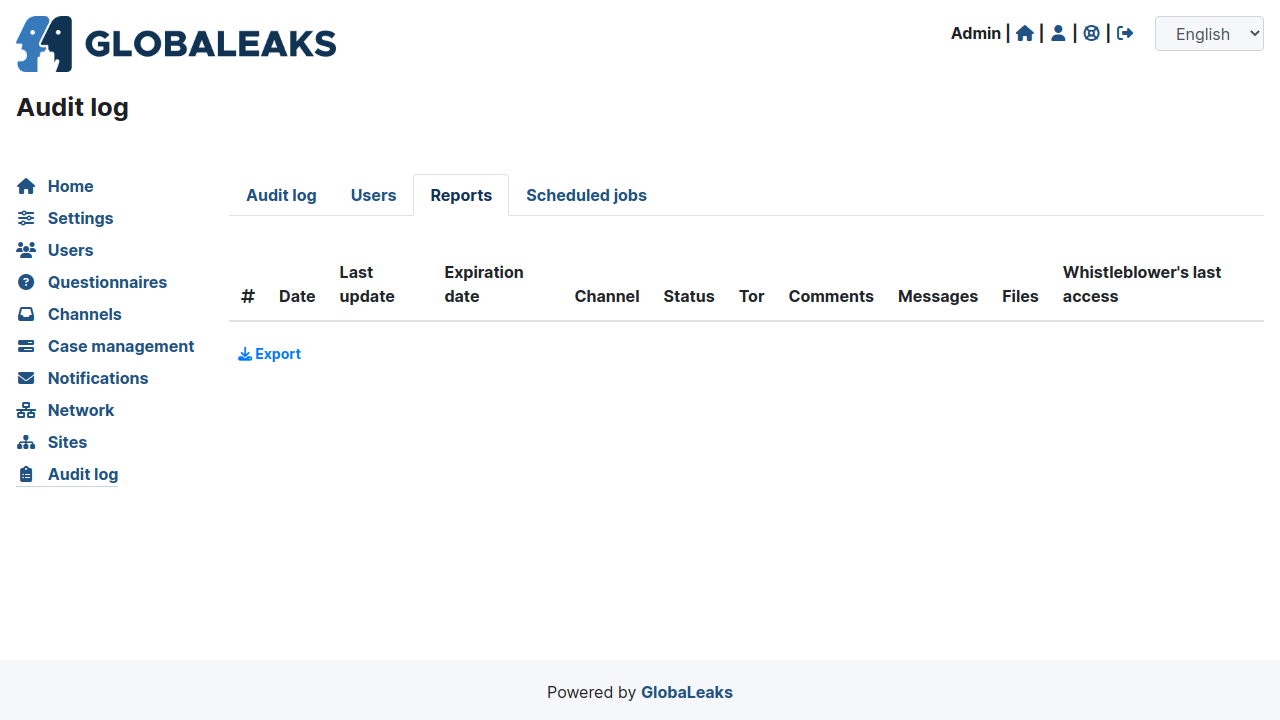 GLOBALEAKS
Admin | | | |
English
Audit log
Home
Settings
Users
Questionnaires
Channels
Case management
Notifications
Network
Sites
Audit log
Audit log Users Reports Scheduled jobs
# Date Last update Expiration date Channel Status Tor Comments Messages Files Whistleblower's last access
Export
Powered by GlobaLeaks